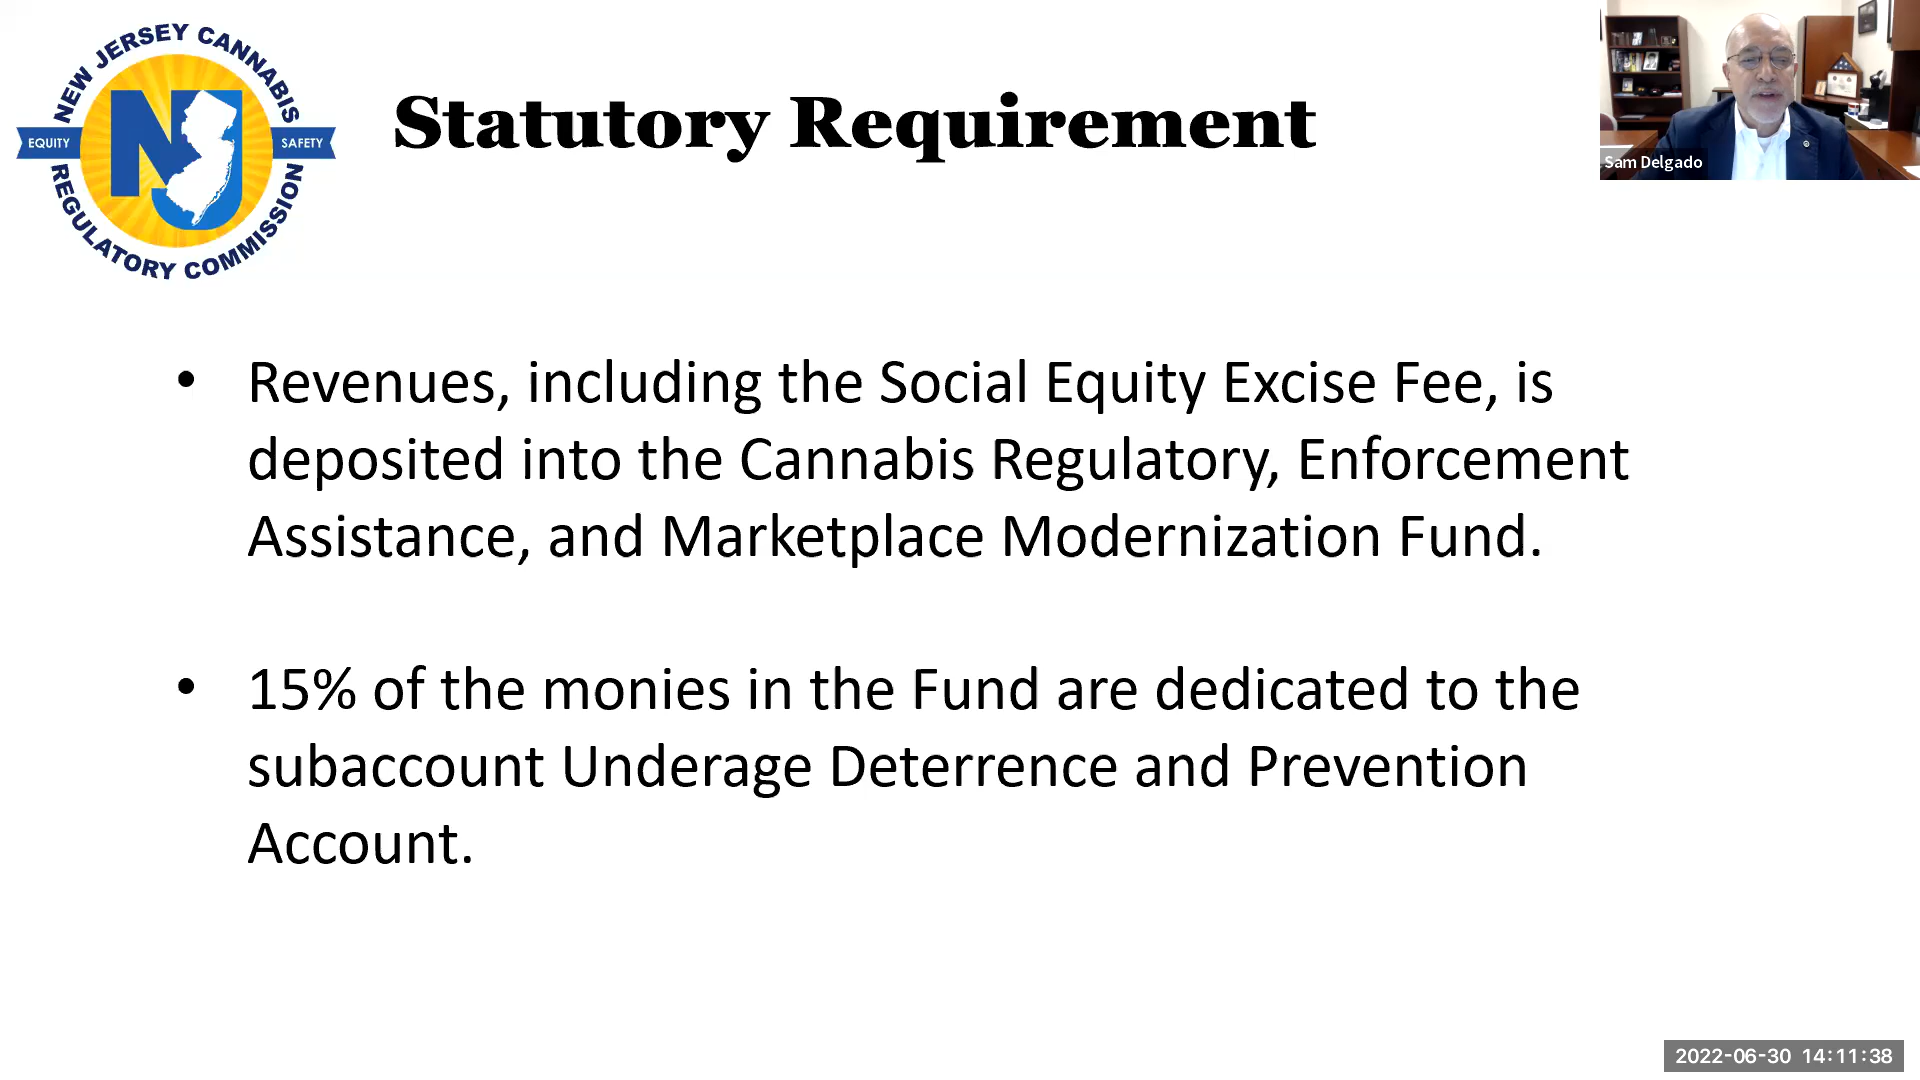 NEW JERSEY CANNABIS
EQUITY
NJ
SAFETY
REGULATORY COMMISSION
Statutory Requirement
Sam Delgado
• Revenues, including the Social Equity Excise Fee, is
deposited into the Cannabis Regulatory, Enforcement
Assistance, and Marketplace Modernization Fund.
• 15% of the monies in the Fund are dedicated to the
subaccount Underage Deterrence and Prevention
Account.
2022-06-30 14:11:38